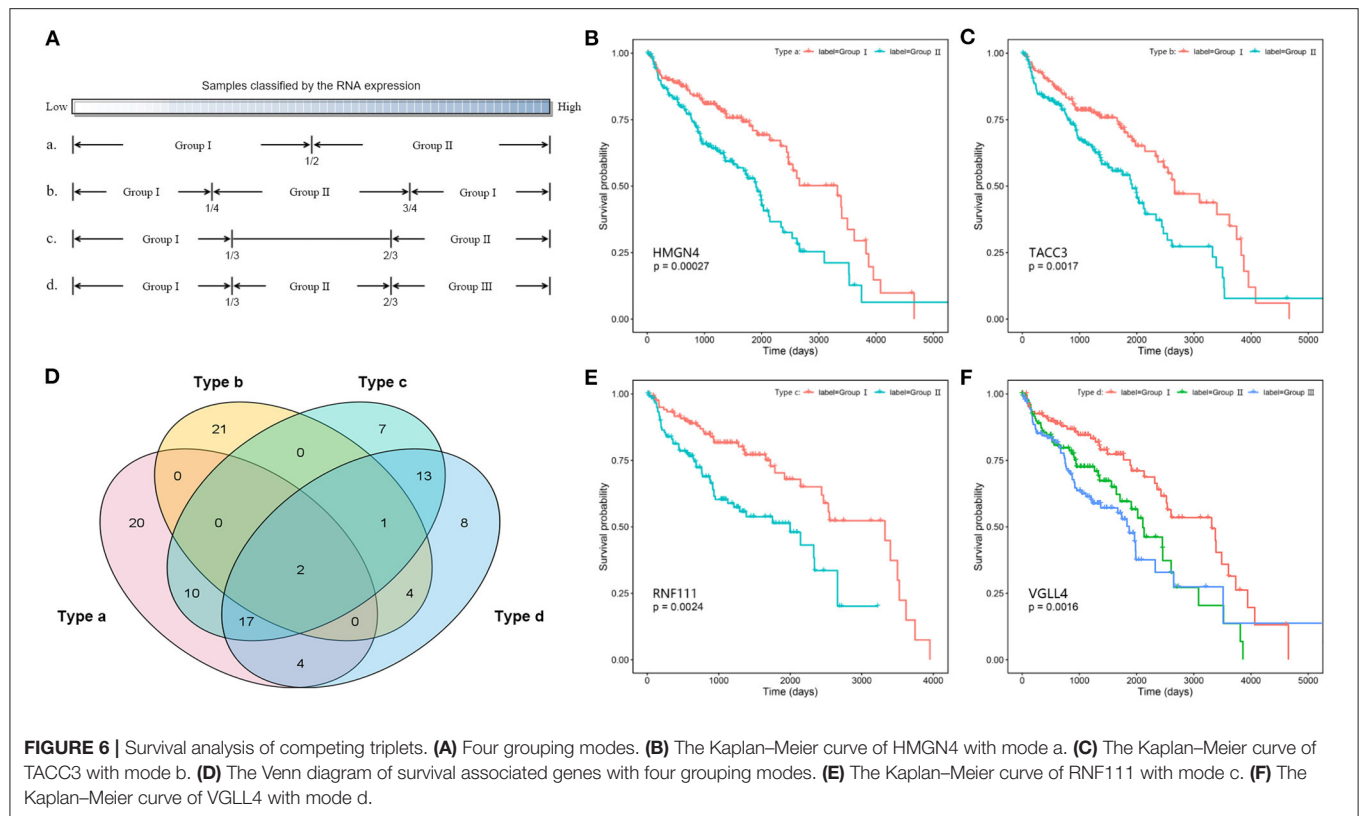 A
Samples classified by the RNA expression
Low
High
a.
Group I
Group II
1/2
b.
Group I
Group II
Group I
1/4
3/4
c.
Group I
Group II
1/3
2/3
d.
Group I
Group II
Group III
1/3
2/3
B
Type a: label=Group I label=Group II
Survival probability
1.00
0.75
0.50
0.25
0.00
HMGN4
p = 0.00027
0 1000 2000 3000 4000 5000
Time (days)
C
Type b: label=Group I label=Group II
Survival probability
1.00
0.75
0.50
0.25
0.00
TACC3
p = 0.0017
0 1000 2000 3000 4000 5000
Time (days)
D
Type b
Type c
21
7
0
0
13
20
0
1
8
2
10
4
Type a
17
0
Type d
4
E
Type c: label=Group I label=Group II
Survival probability
1.00
0.75
0.50
0.25
0.00
RNF111
p = 0.0024
0 1000 2000 3000 4000
Time (days)
F
Type d: label=Group I label=Group II label=Group III
Survival probability
1.00
0.75
0.50
0.25
0.00
VGLL4
p = 0.0016
0 1000 2000 3000 4000 5000
Time (days)
FIGURE 6 | Survival analysis of competing triplets. (A) Four grouping modes. (B) The Kaplan–Meier curve of HMGN4 with mode a. (C) The Kaplan–Meier curve of
TACC3 with mode b. (D) The Venn diagram of survival associated genes with four grouping modes. (E) The Kaplan–Meier curve of RNF111 with mode c. (F) The
Kaplan–Meier curve of VGLL4 with mode d.